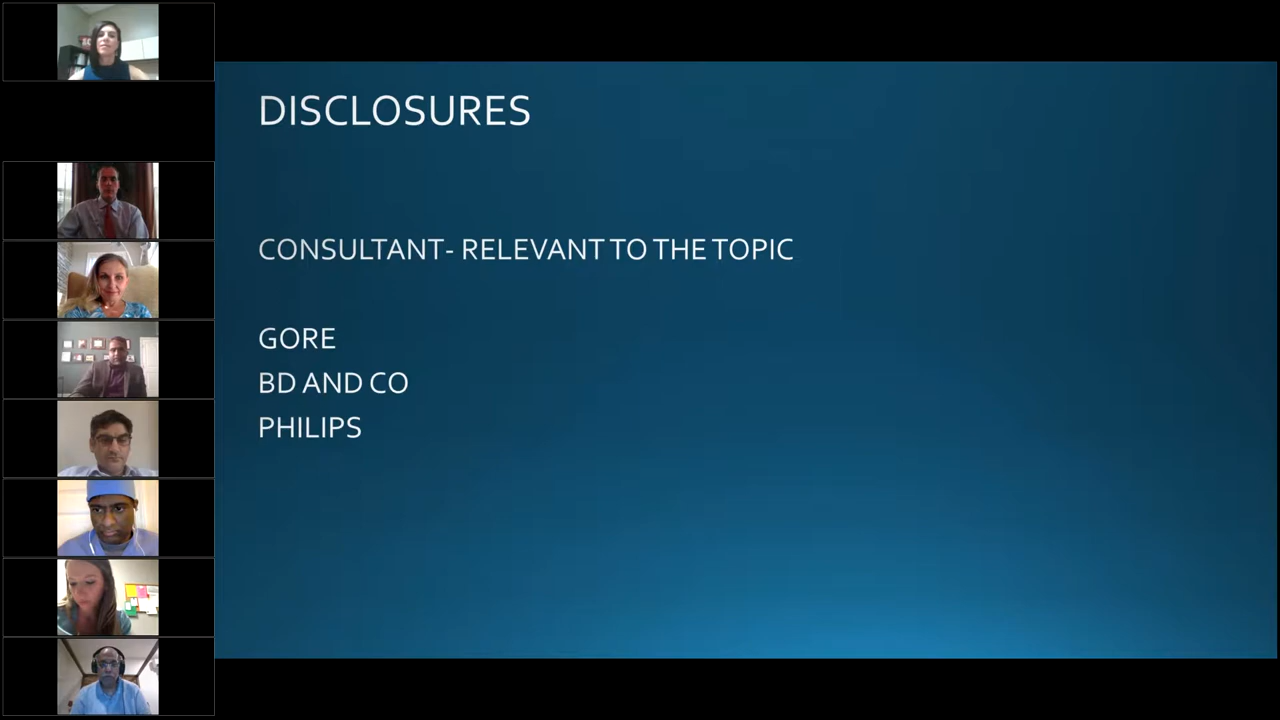 DISCLOSURES
CONSULTANT- RELEVANT TO THE TOPIC
GORE
BD AND CO
PHILIPS